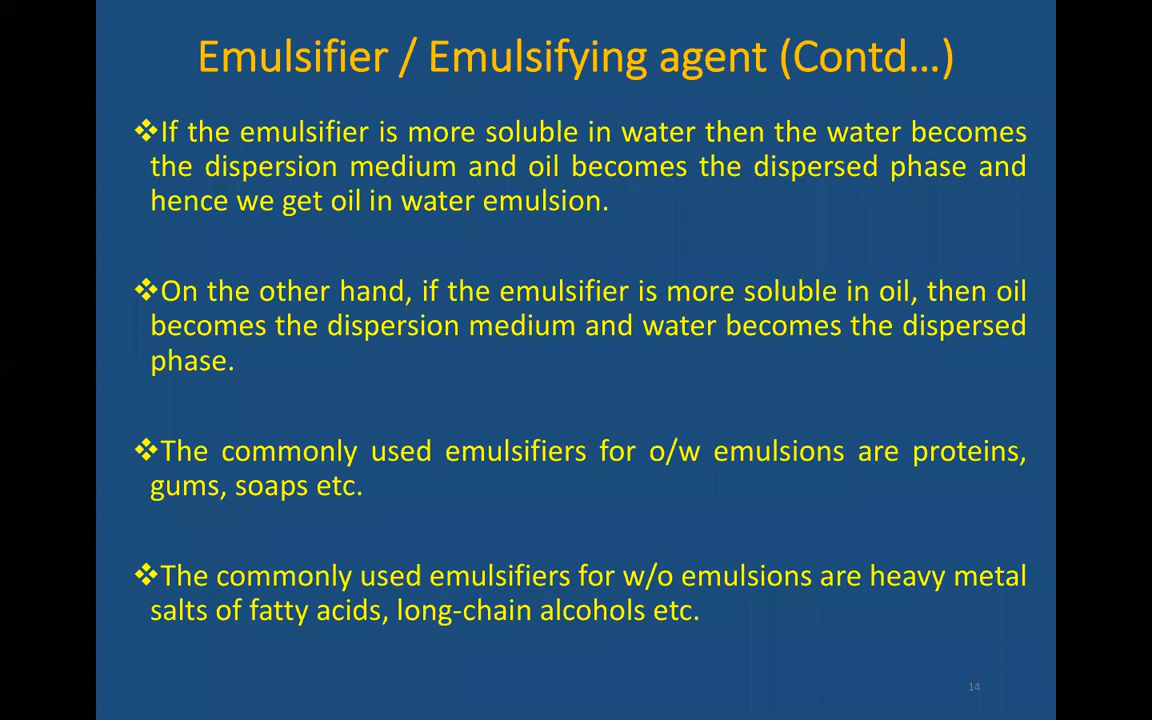 Emulsifier / Emulsifying agent (Contd...)
❖If the emulsifier is more soluble in water then the water becomes
the dispersion medium and oil becomes the dispersed phase and
hence we get oil in water emulsion.
❖On the other hand, if the emulsifier is more soluble in oil, then oil
becomes the dispersion medium and water becomes the dispersed
phase.
❖The commonly used emulsifiers for o/w emulsions are proteins,
gums, soaps etc.
❖The commonly used emulsifiers for w/o emulsions are heavy metal
salts of fatty acids, long-chain alcohols etc.
14